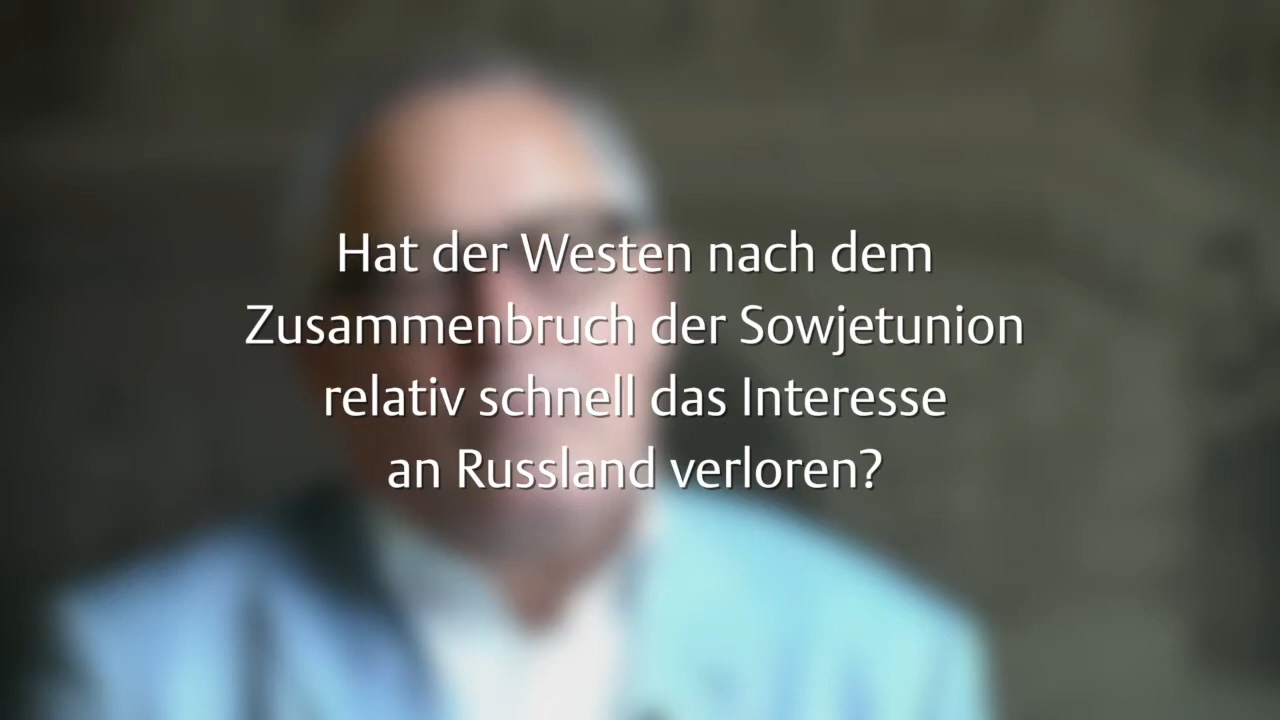 Hat der Westen nach dem
Zusammenbruch der Sowjetunion
relativ schnell das Interesse
an Russland verloren?